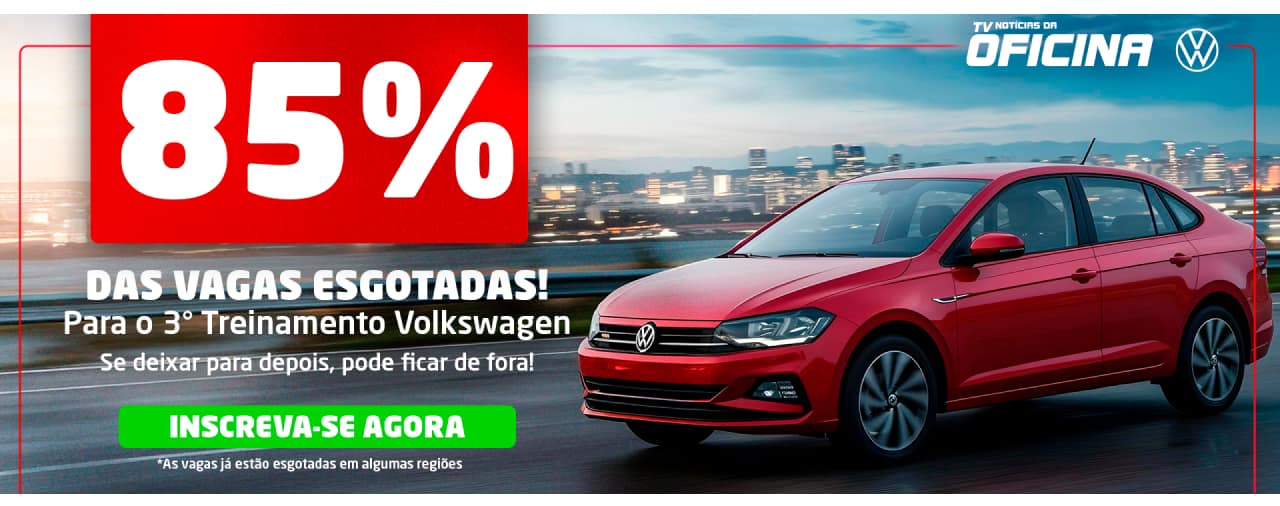 85%
DAS VAGAS ESGOTADAS!
Para o 3° Treinamento Volkswagen
Se deixar para depois, pode ficar de fora!
INSCREVA-SE AGORA
*As vagas já estão esgotadas em algumas regiões
TV NOTÍCIAS DA
OFICINA